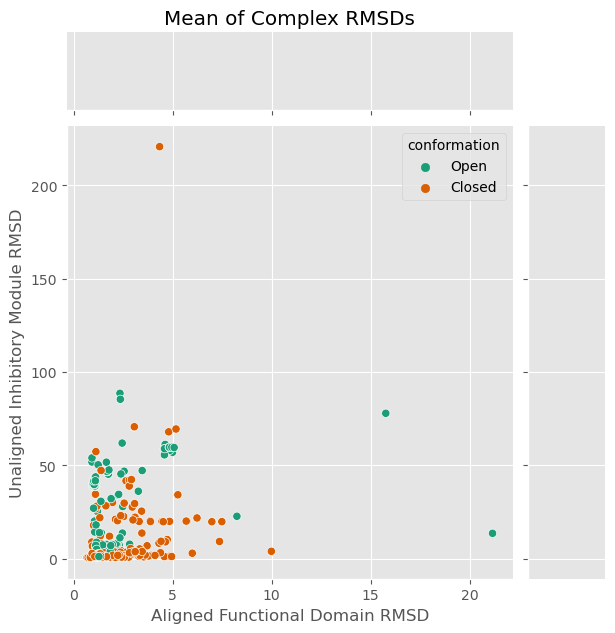 Mean of Complex RMSDs
conformation
Open
Closed
200
150
100
50
0
Unaligned Inhibitory Module RMSD
0 5 10 15 20
Aligned Functional Domain RMSD